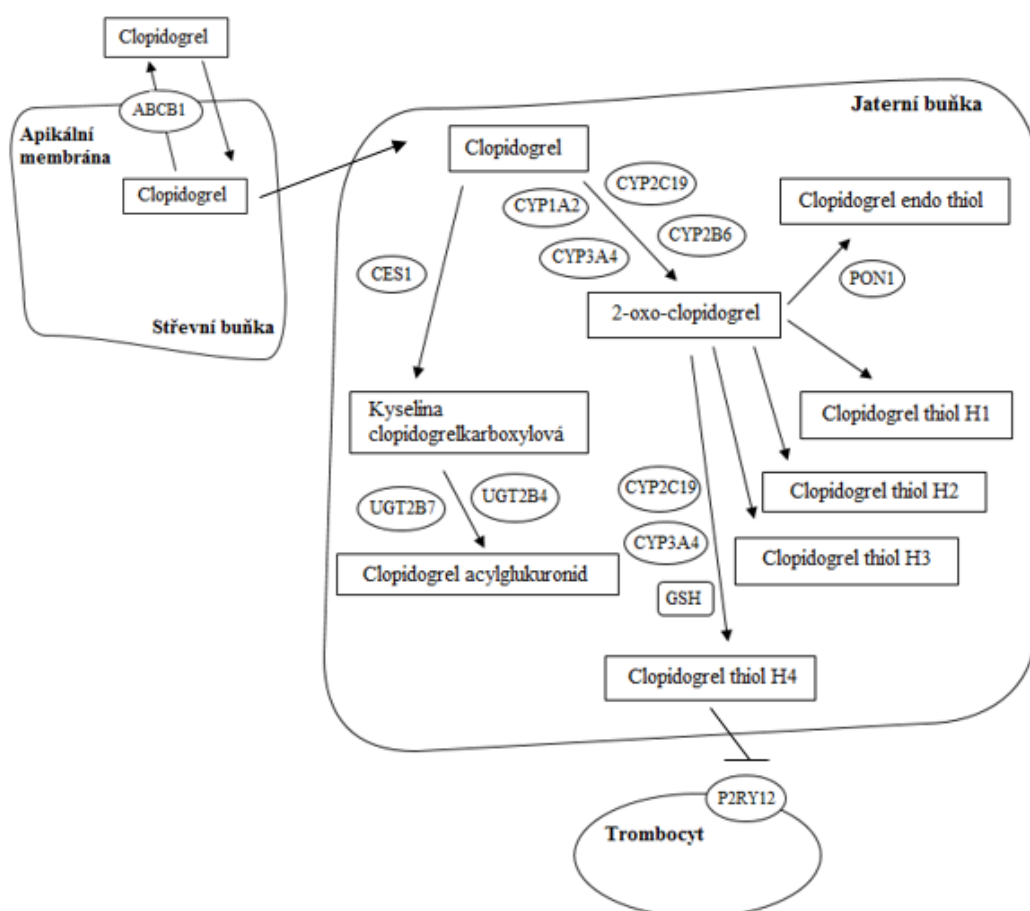 Clopidogrel
ABCB1
Apikální
membrána
Clopidogrel
Střevní buňka
Jaterní buňka
Clopidogrel
CYP2C19
CYP1A2
CYP2B6
CYP3A4
CES1
Clopidogrel endo thiol
PON1
2-oxo-clopidogrel
Kyselina
clopidogrelkarboxylová
Clopidogrel thiol H1
UGT2B7
UGT2B4
CYP2C19
Clopidogrel thiol H2
CYP3A4
Clopidogrel thiol H3
Clopidogrel acylglukuronid
GSH
Clopidogrel thiol H4
P2RY12
Trombocyt